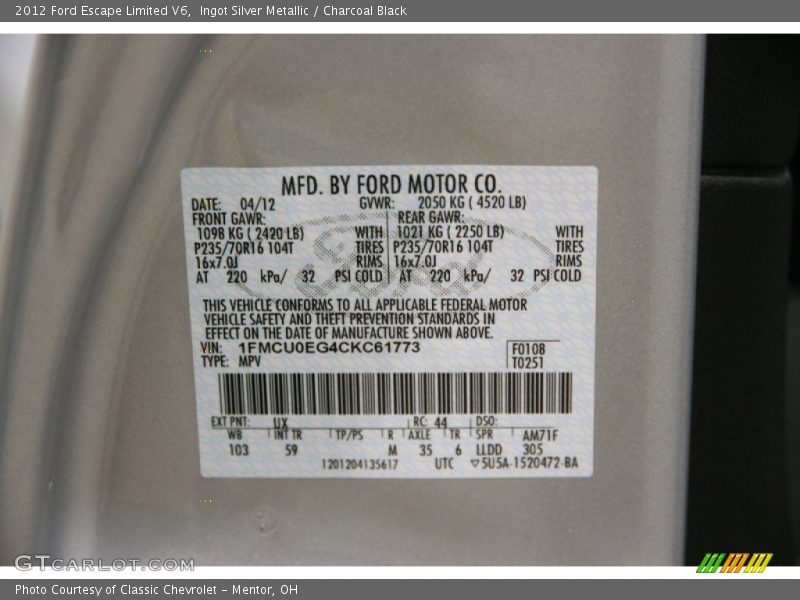 2012 Ford Escape Limited V6, Ingot Silver Metallic / Charcoal Black
MFD. BY FORD MOTOR CO.
DATE: 04/12 GVWR: 2050 KG ( 4520 LB)
FRONT GAWR: REAR GAWR:
1098 KG ( 2420 LB) WITH 1021 KG ( 2250 LB) WITH
P235/70R16 104T TIRES P235/70R16 104T TIRES
16x7.0J RIMS 16x7.0J RIMS
AT 220 kPa/ 32 PSI COLD AT 220 kPa/ 32 PSI COLD
THIS VEHICLE CONFORMS TO ALL APPLICABLE FEDERAL MOTOR
VEHICLE SAFETY AND THEFT PREVENTION STANDARDS IN
EFFECT ON THE DATE OF MANUFACTURE SHOWN ABOVE.
VIN: 1FMCU0EG4CKC61773 F0108
TYPE: MPV T0251
EXT PNT: UX RC: 44 DSO:
WB INT TR TP/PS R AXLE TR SPR AM71F
103 59 M 35 6 LLDD 305
1201204135617 UTC ▽5U5A-1520472-BA
GTCARLOT.COM
Photo Courtesy of Classic Chevrolet - Mentor, OH